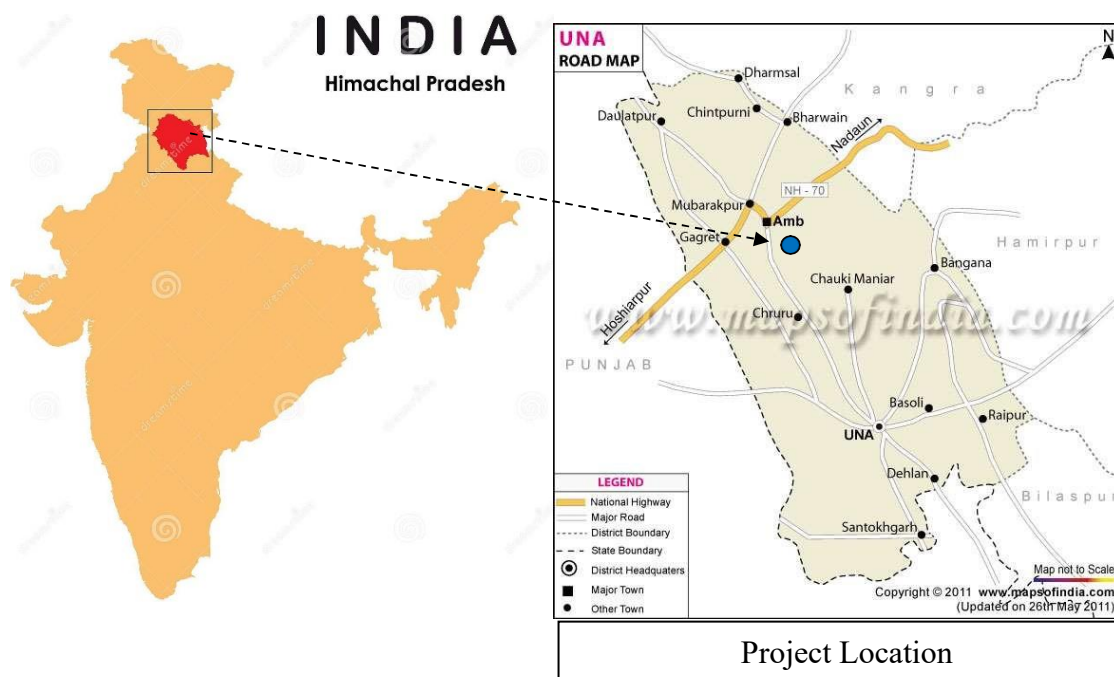 INDIA
Himachal Pradesh
UNA
ROAD MAP
N
Dharmsal
Kangra
Chintpurni
Daulatpur
Bharwain
Nadaun
NH - 70
Mubarakpur
Amb
Gagret
Hamirpur
Bangana
Chauki Maniar
Hoshiarpur
Chruru
www.mapsofindia.com
PUNJAB
Basoli
Raipur
UNA
Dehlan
Bilaspur
Santokhgarh
LEGEND
National Highway
Major Road
District Boundary
State Boundary
District Headquaters
Major Town
Other Town
Map not to Scale
Copyright © 2011 www.mapsofindia.com
(Updated on 26th May 2011)
Project Location